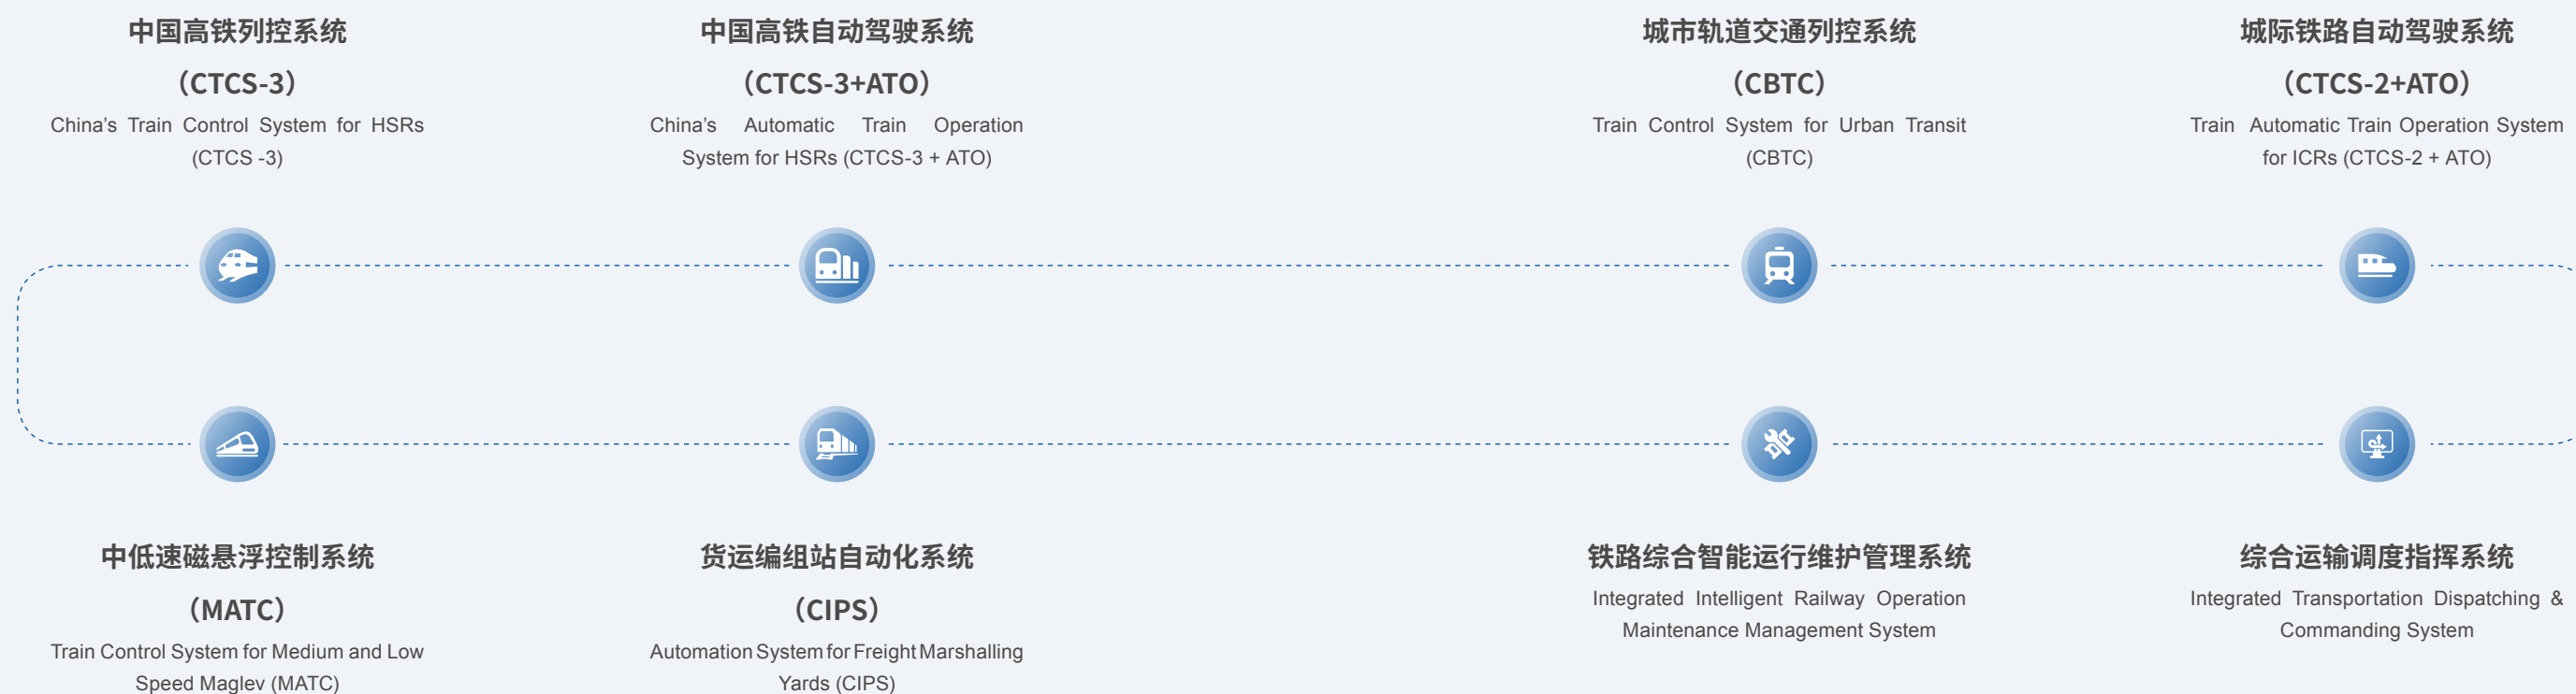 中国高铁列控系统
（CTCS-3）
China’s Train Control System for HSRs
(CTCS -3)
中国高铁自动驾驶系统
（CTCS-3+ATO）
China’s Automatic Train Operation
System for HSRs (CTCS-3 + ATO)
城市轨道交通列控系统
（CBTC）
Train Control System for Urban Transit
(CBTC)
城际铁路自动驾驶系统
（CTCS-2+ATO）
Train Automatic Train Operation System
for ICRs (CTCS-2 + ATO)
中低速磁悬浮控制系统
（MATC）
Train Control System for Medium and Low
Speed Maglev (MATC)
货运编组站自动化系统
（CIPS）
Automation System for Freight Marshalling
Yards (CIPS)
铁路综合智能运行维护管理系统
Integrated Intelligent Railway Operation
Maintenance Management System
综合运输调度指挥系统
Integrated Transportation Dispatching &
Commanding System